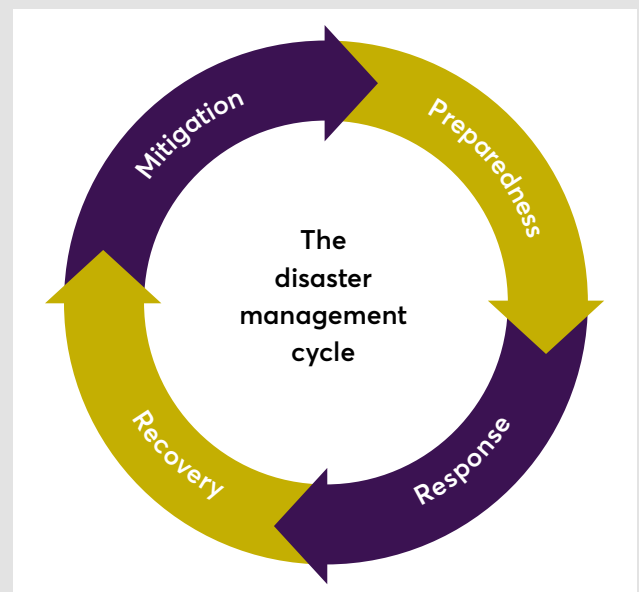 Mitigation
Preparedness
The
disaster
management
cycle
Recovery
Response